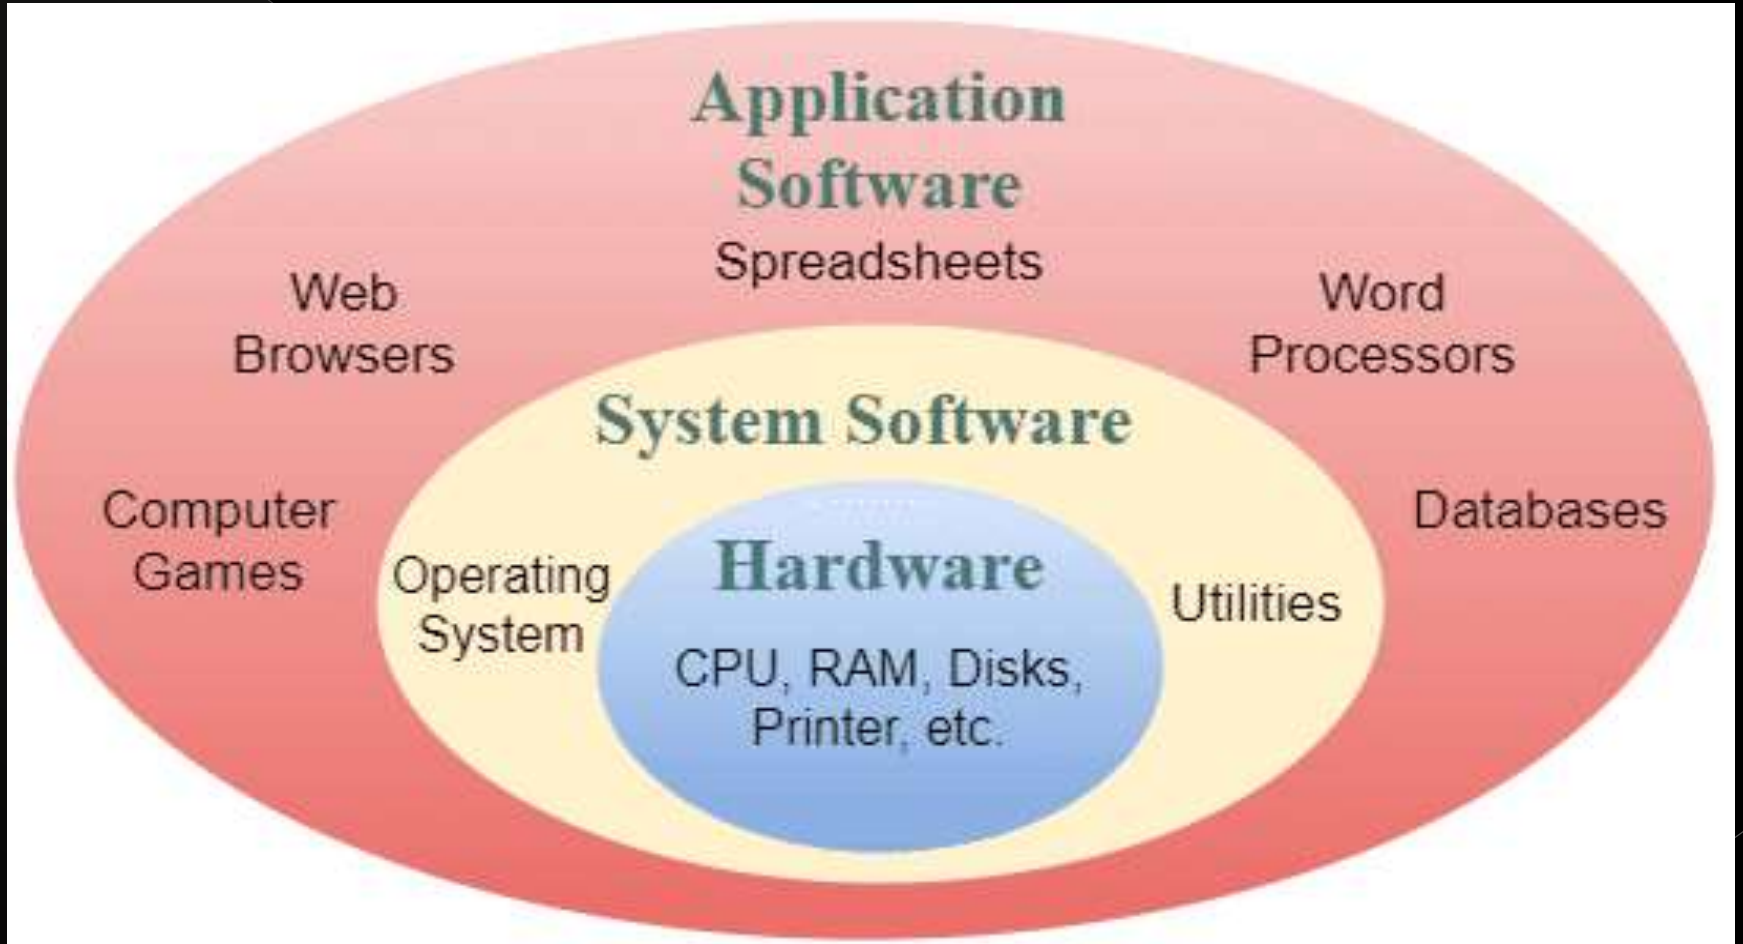 Application
Software
Spreadsheets
Web
Browsers
Word
Processors
System Software
Computer
Games
Databases
Operating
System
Hardware
Utilities
CPU, RAM, Disks,
Printer, etc.